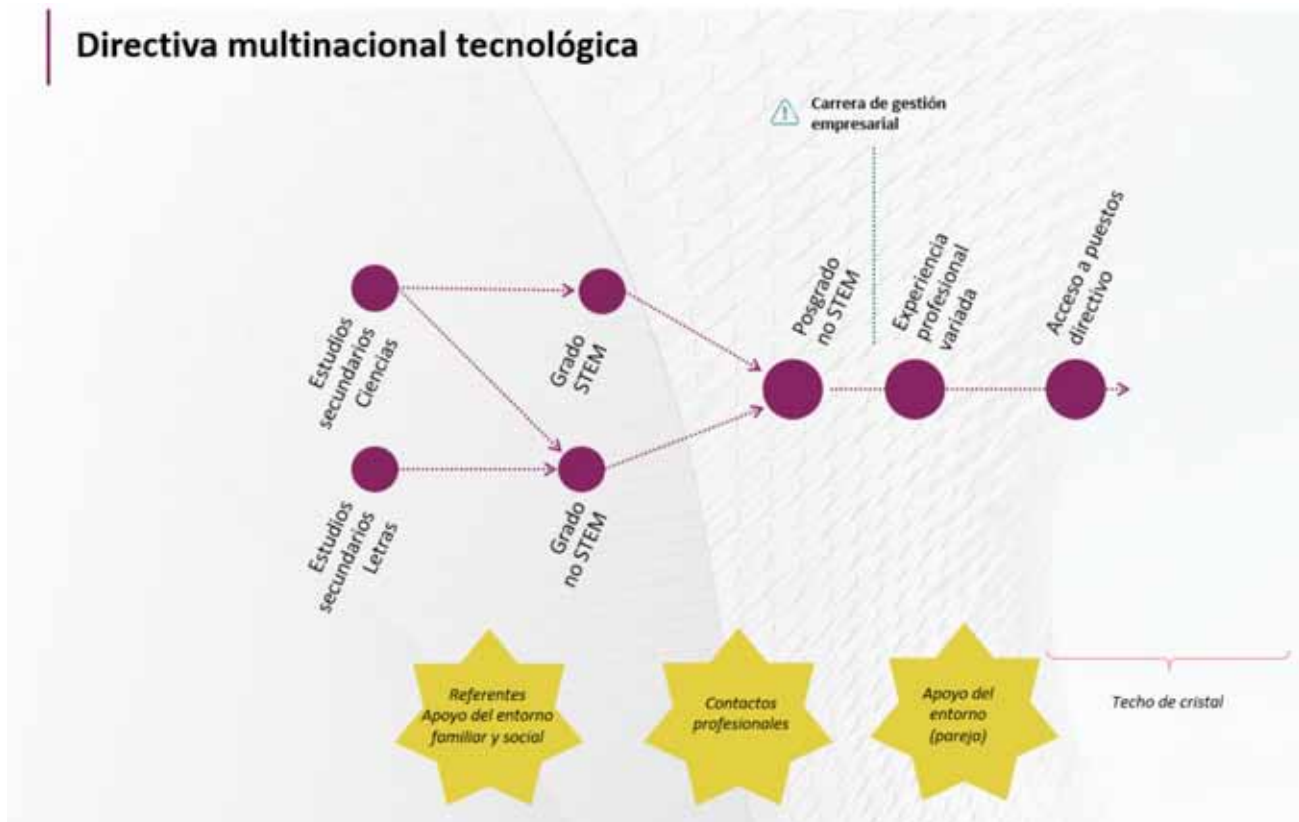 Directiva multinacional tecnológica
Carrera de gestión
empresarial
Estudios
secundarios
Ciencias
Grado
STEM
Posgrado
no STEM
Experiencia
profesional
variada
Acceso a puestos
directivo
Estudios
secundarios
Letras
Grado
no STEM
Referentes
Apoyo del entorno
familiar y social
Contactos
profesionales
Apoyo del
entorno
(pareja)
Techo de cristal